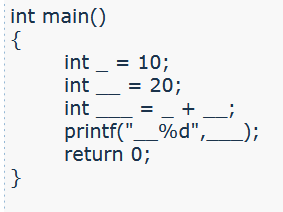 int main()
{
int _ = 10;
int __ = 20;
int ___ = _ + __;
printf("__%d",___);
return 0;
}